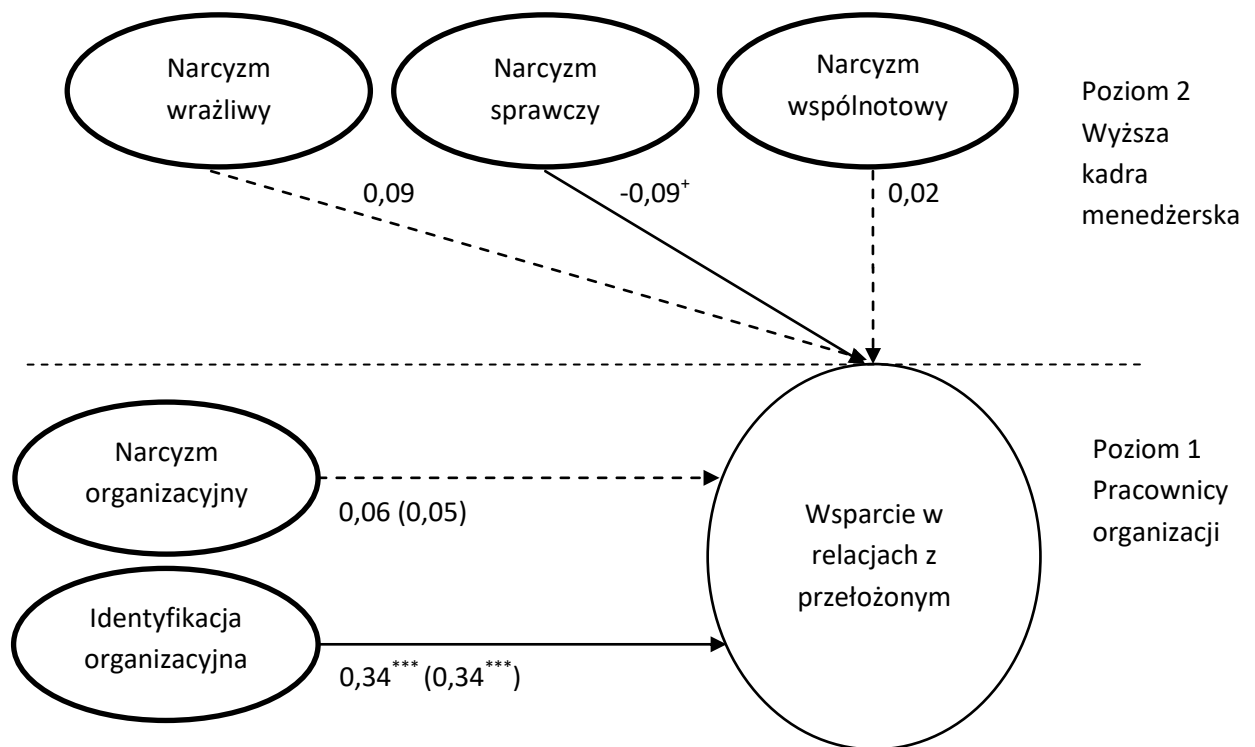 Narcyzm
wrażliwy
Narcyzm
sprawczy
Narcyzm
wspólnotowy
Poziom 2
Wyższa
kadra
menedżerska
0,09
-0,09⁺
0,02
Narcyzm
organizacyjny
0,06 (0,05)
Identyfikacja
organizacyjna
0,34*** (0,34***)
Wsparcie w
relacjach z
przełożonym
Poziom 1
Pracownicy
organizacji